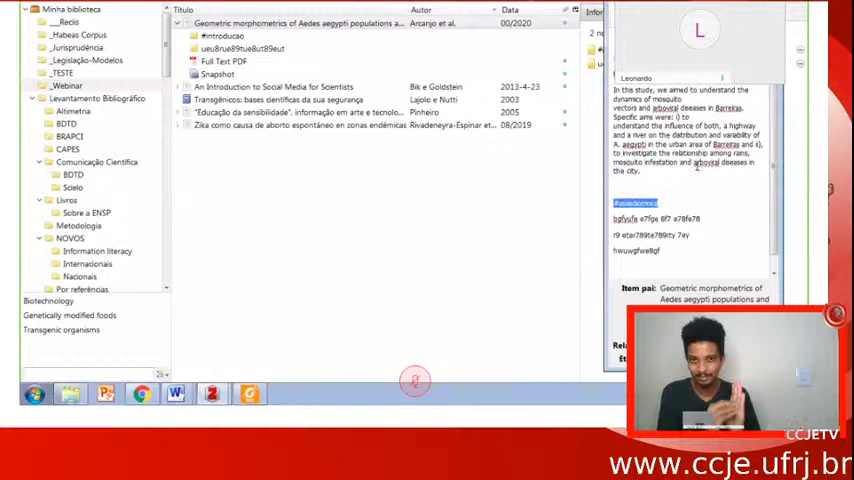 Minha biblioteca
___Reciis
_Habeas Corpus
_Jurisprudência
_Legislação-Modelos
_TESTE
_Webinar
Levantamento Bibliográfico
Altimetria
BDTD
BRAPCI
CAPES
Comunicação Científica
BDTD
Scielo
Livros
Sobre a ENSP
Metodologia
NOVOS
Information literacy
Internacionais
Nacionais
Por referências
Biotechnology
Genetically modified foods
Transgenic organisms
Título Autor Data
Geometric morphometrics of Aedes aegypti populations a... Arcanjo et al. 00/2020
#introducao
ueu8rue89tue8ut89eut
Full Text PDF
Snapshot
An Introduction to Social Media for Scientists Bik e Goldstein 2013-4-23
Transgênicos: bases científicas da sua segurança Lajolo e Nutti 2003
"Educação da sensibilidade", informação em arte e tecnolo... Pinheiro 2005
Zika como causa de aborto espontâneo en zonas endémicas Rivadeneyra-Espinar et... 08/2019
L
Leonardo
In this study, we aimed to understand the
dynamics of mosquito
vectors and arboviral diseases in Barreiras.
Specific aims were: i) to
understand the influence of both, a highway
and a river on the distribution and variability of
A. aegypti in the urban area of Barreiras and ii),
to investigate the relationship among rains,
mosquito infestation and arboviral diseases in
the city.
bgfyufe e7fge 8f7 e78fe78
r9 eter789te789rty 7ey
hwuwgfwe8gf
Item pai: Geometric morphometrics of
Aedes aegypti populations and
CCJETV
www.ccje.ufrj.br